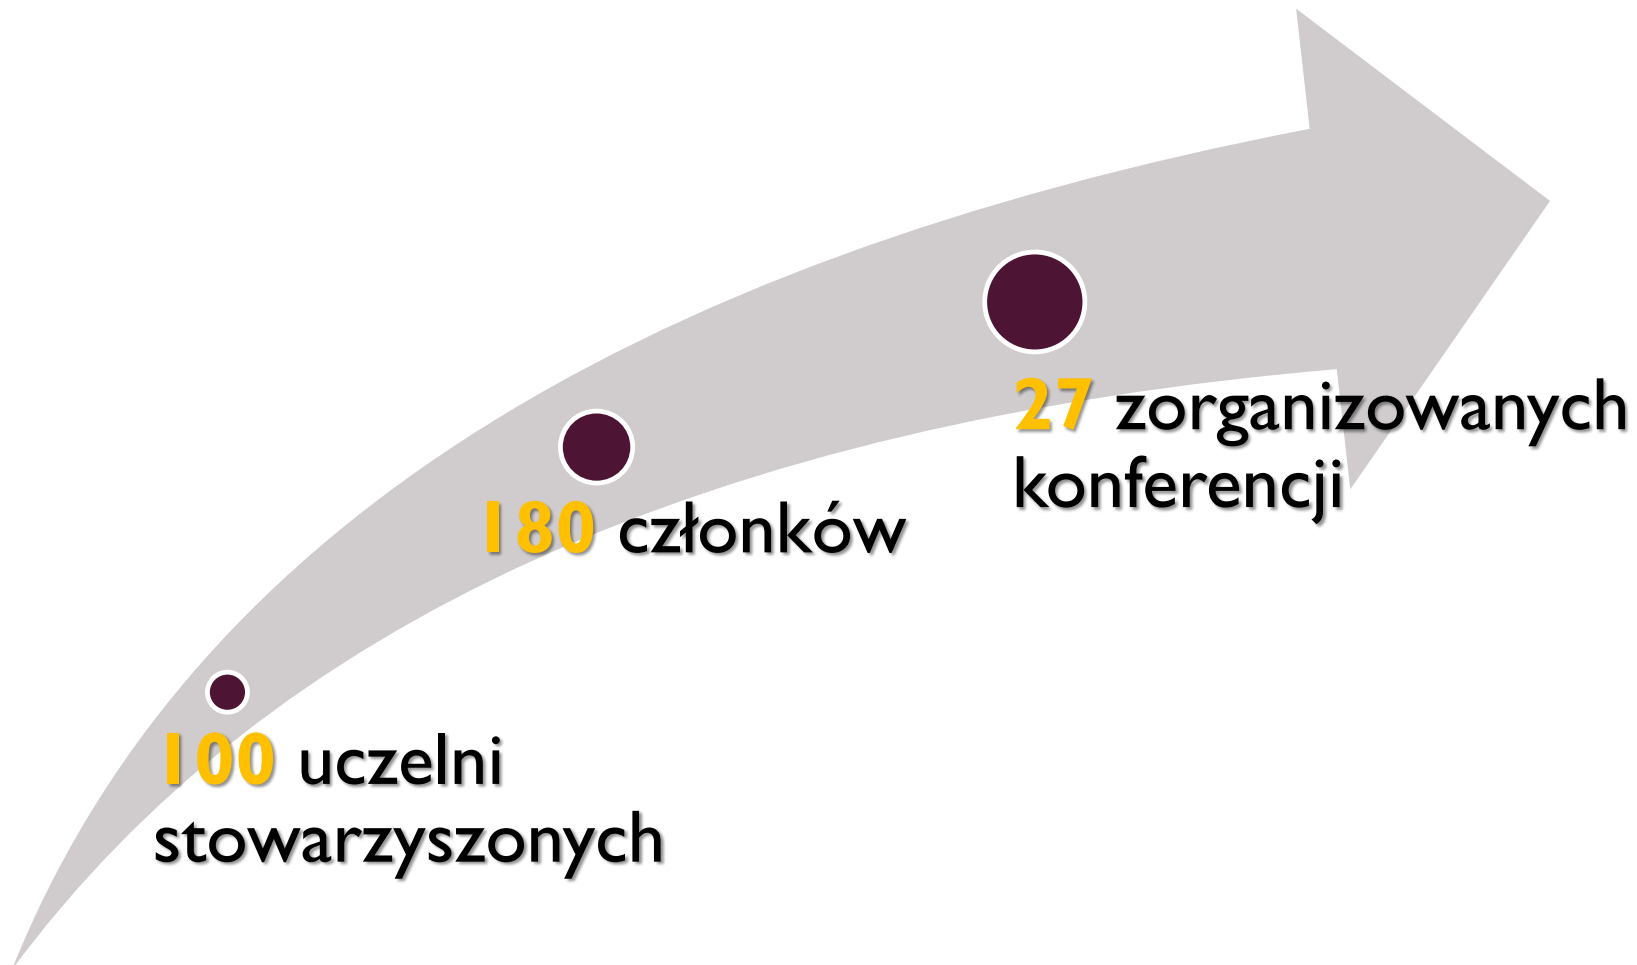 27 zorganizowanych
konferencji
180 członków
100 uczelni
stowarzyszonych